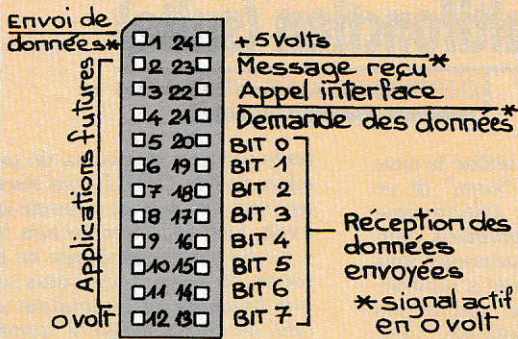 Envoi de
données*
Applications futures
0 volt
1 24
2 23
3 22
4 21
5 20
6 19
7 18
8 17
9 16
10 15
11 14
12 13
+5 Volts
Message reçu*
Appel interface
Demande des données*
BIT 0
BIT 1
BIT 2
BIT 3
BIT 4
BIT 5
BIT 6
BIT 7
Réception des
données
envoyées
* signal actif
en 0 volt